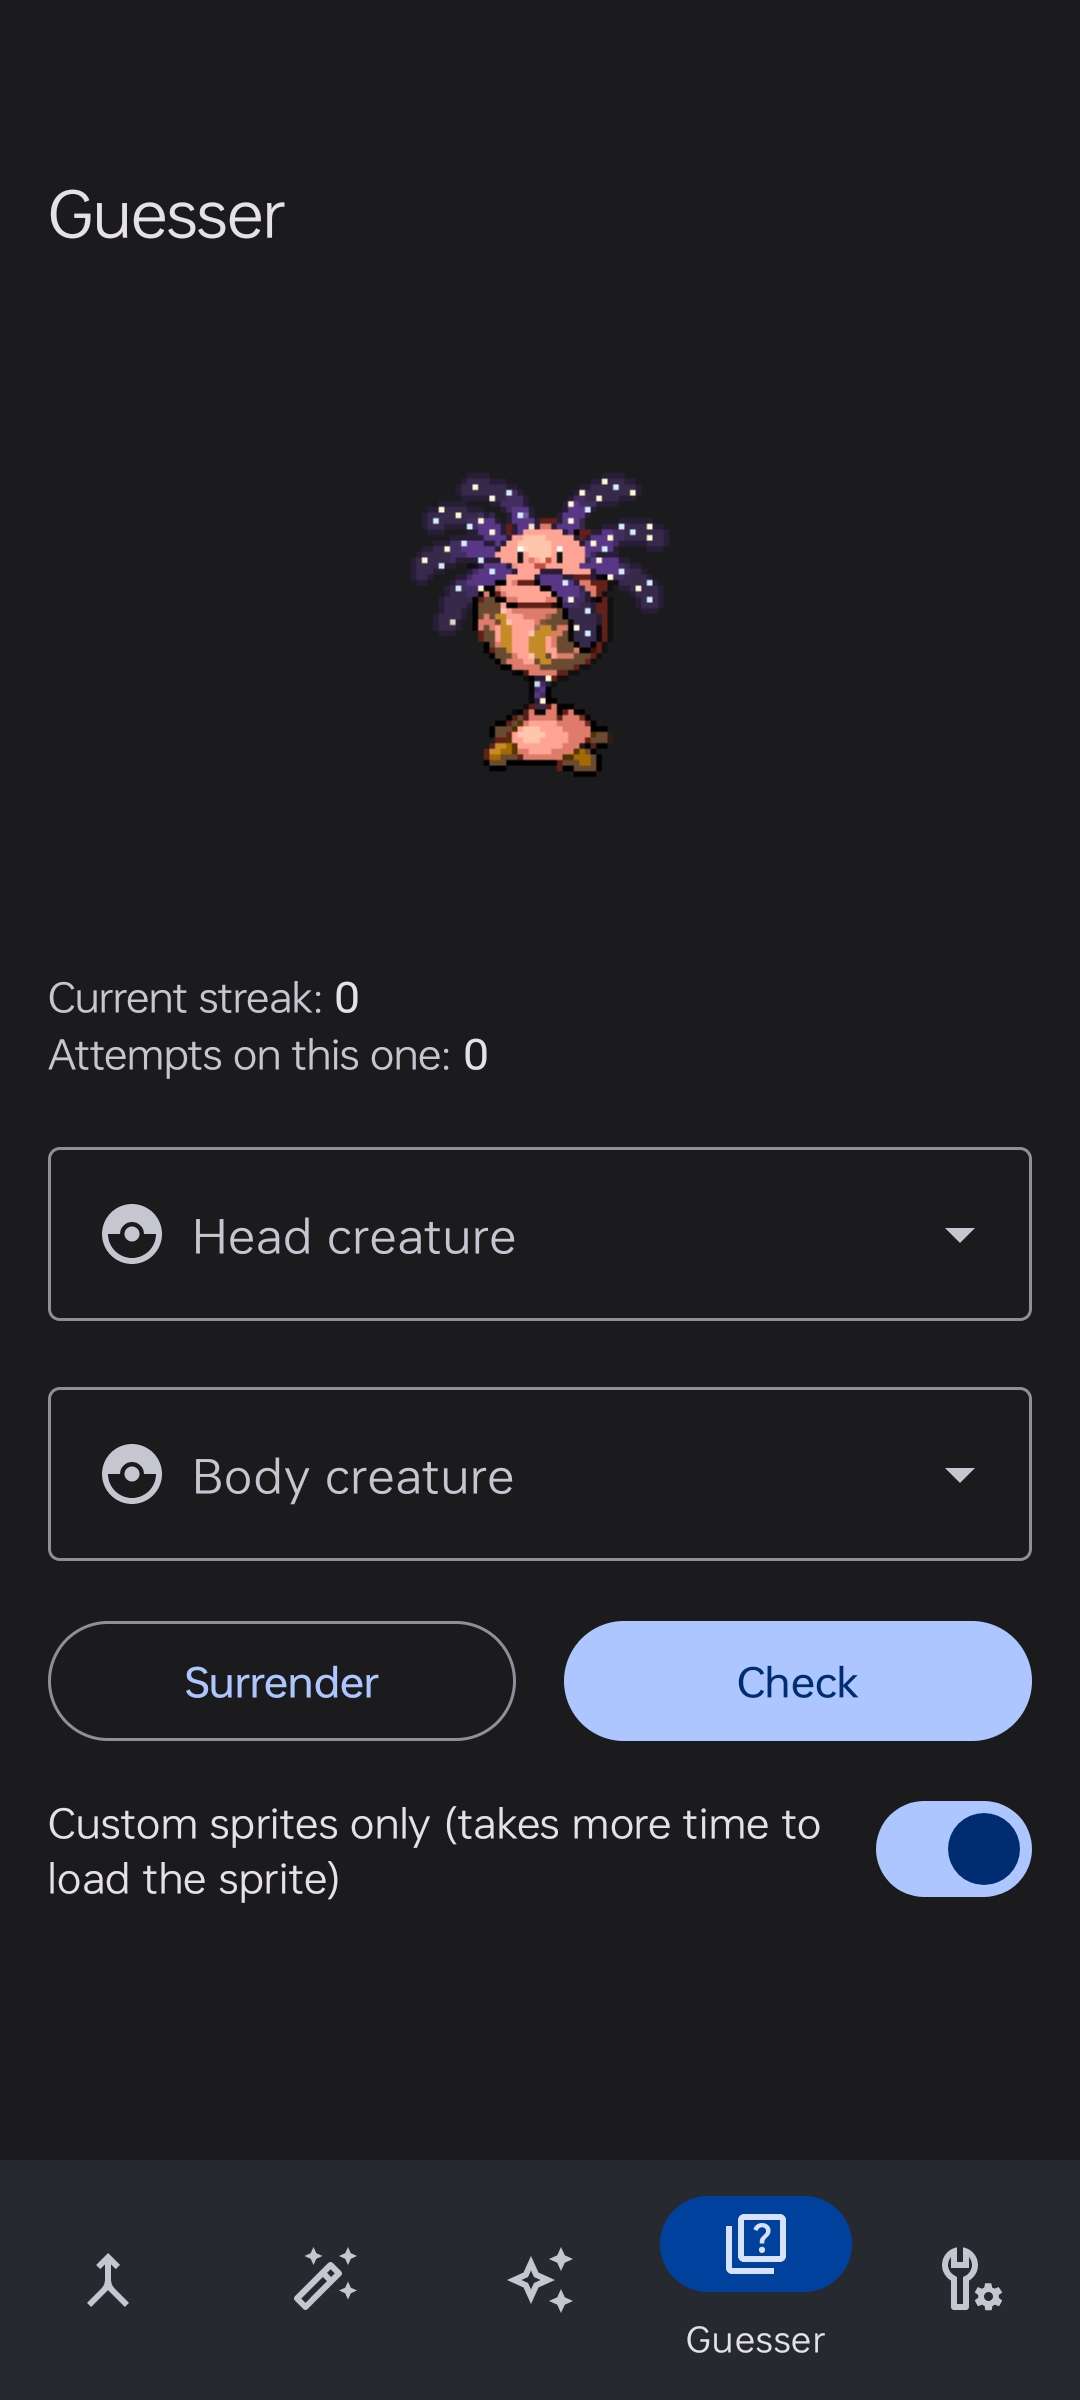 Guesser
Current streak: 0
Attempts on this one: 0
Head creature
Body creature
Surrender
Check
Custom sprites only (takes more time to
load the sprite)
?
Guesser